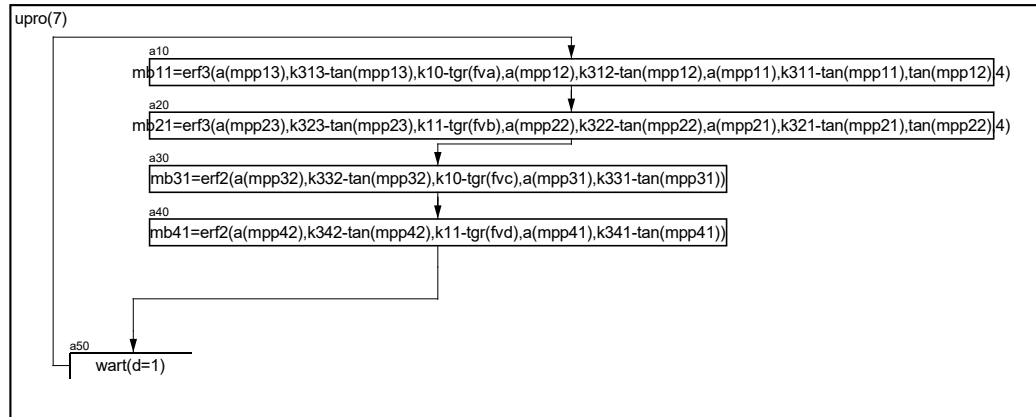 upro(7)
a10
mb11=erf3(a(mpp13),k313-tan(mpp13),k10-tgr(fva),a(mpp12),k312-tan(mpp12),a(mpp11),k311-tan(mpp11),tan(mpp12),4)
a20
mb21=erf3(a(mpp23),k323-tan(mpp23),k11-tgr(fvb),a(mpp22),k322-tan(mpp22),a(mpp21),k321-tan(mpp21),tan(mpp22),4)
a30
mb31=erf2(a(mpp32),k332-tan(mpp32),k10-tgr(fvc),a(mpp31),k331-tan(mpp31))
a40
mb41=erf2(a(mpp42),k342-tan(mpp42),k11-tgr(fvd),a(mpp41),k341-tan(mpp41))
a50
wart(d=1)